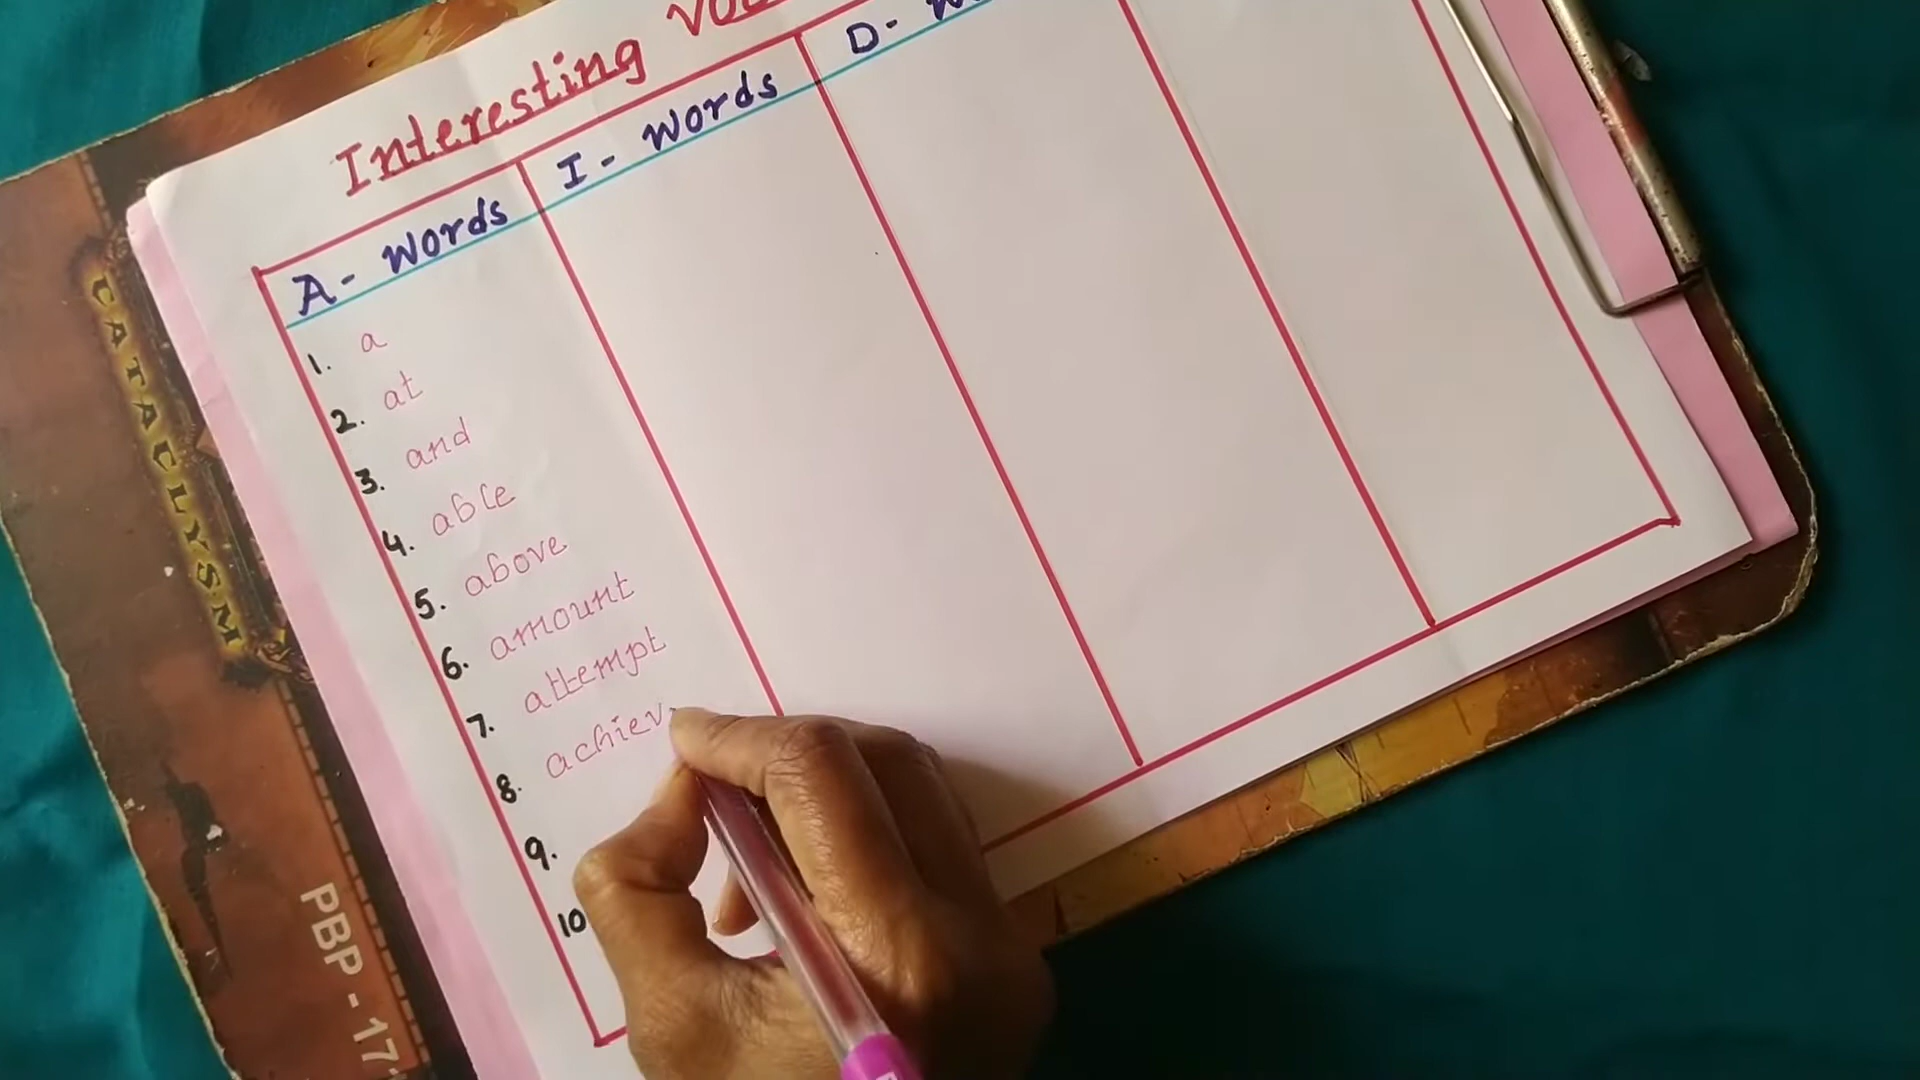 Interesting
A - Words
I - Words
D -
1. a
2. at
3. and
4. able
5. above
6. amount
7. attempt
8. achiev
9.
10
CATACLYSM
PBP - 17